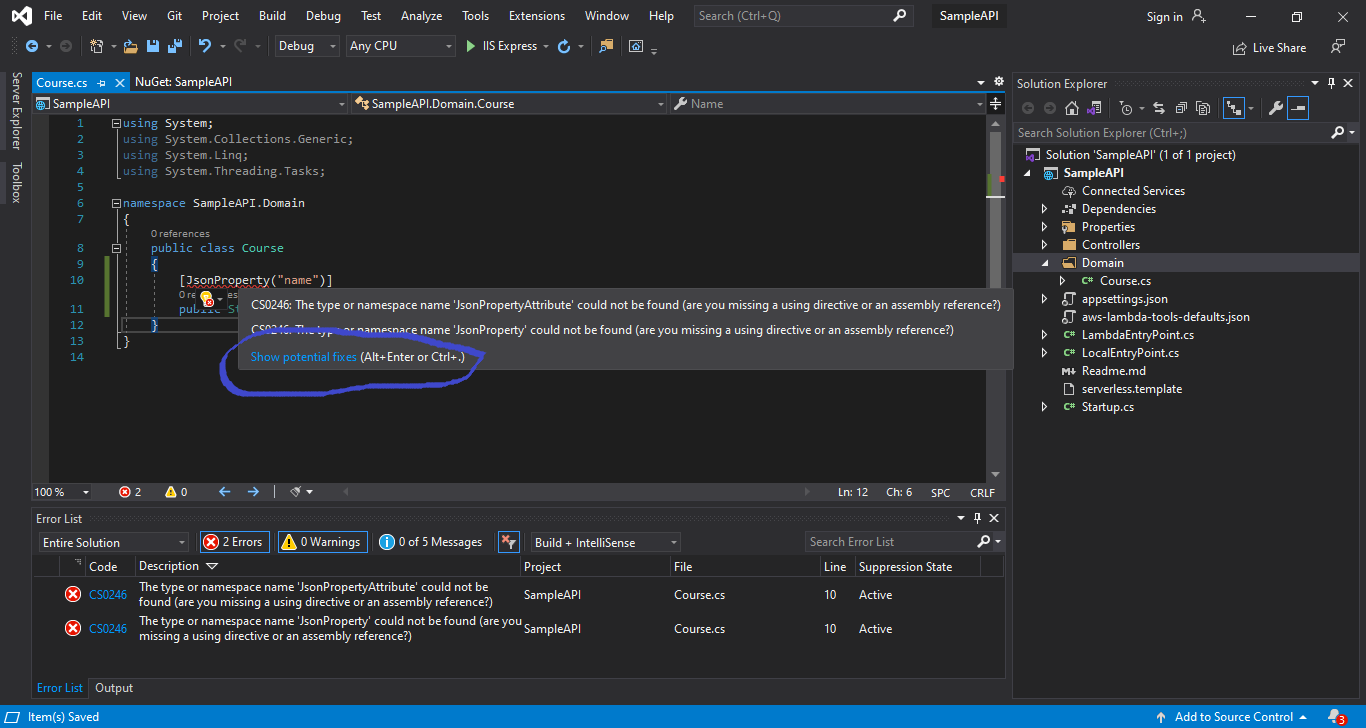 File Edit View Git Project Build Debug Test Analyze Tools Extensions Window Help Search (Ctrl+Q) SampleAPI Sign in
Debug Any CPU IIS Express Live Share
Server Explorer
Toolbox
Course.cs NuGet: SampleAPI
SampleAPI SampleAPI.Domain.Course Name
1 using System;
2 using System.Collections.Generic;
3 using System.Linq;
4 using System.Threading.Tasks;
5
6 namespace SampleAPI.Domain
7 {
0 references
8 public class Course
9 {
10 [JsonProperty("name")]
0 re es
11 public St
12 }
13 }
14
CS0246: The type or namespace name 'JsonPropertyAttribute' could not be found (are you missing a using directive or an assembly reference?)
CS0246: The type or namespace name 'JsonProperty' could not be found (are you missing a using directive or an assembly reference?)
Show potential fixes (Alt+Enter or Ctrl+.)
100 % 2 0 Ln: 12 Ch: 6 SPC CRLF
Error List
Entire Solution 2 Errors 0 Warnings 0 of 5 Messages Build + IntelliSense Search Error List
Code Description Project File Line Suppression State
CS0246 The type or namespace name 'JsonPropertyAttribute' could not be SampleAPI Course.cs 10 Active
found (are you missing a using directive or an assembly reference?)
CS0246 The type or namespace name 'JsonProperty' could not be found (are you SampleAPI Course.cs 10 Active
missing a using directive or an assembly reference?)
Error List Output
Solution Explorer
Search Solution Explorer (Ctrl+;)
Solution 'SampleAPI' (1 of 1 project)
SampleAPI
Connected Services
Dependencies
Properties
Controllers
Domain
C# Course.cs
appsettings.json
aws-lambda-tools-defaults.json
C# LambdaEntryPoint.cs
C# LocalEntryPoint.cs
Readme.md
serverless.template
C# Startup.cs
Item(s) Saved Add to Source Control 3